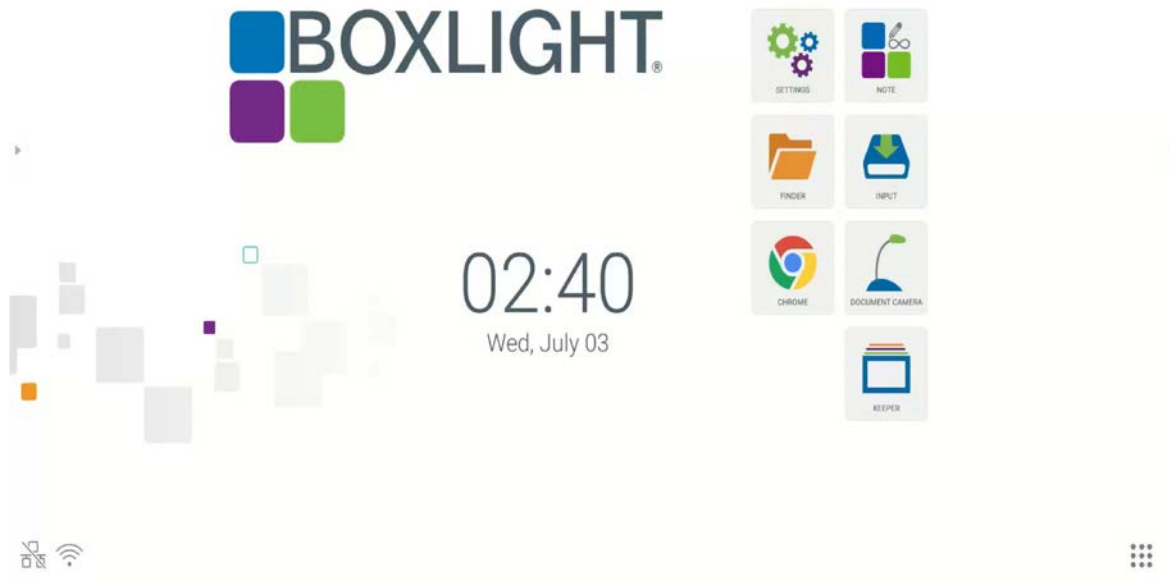 BOXLIGHT®
SETTINGS
NOTE
FINDER
INPUT
CHROME
DOCUMENT CAMERA
KEEPER
02:40
Wed, July 03